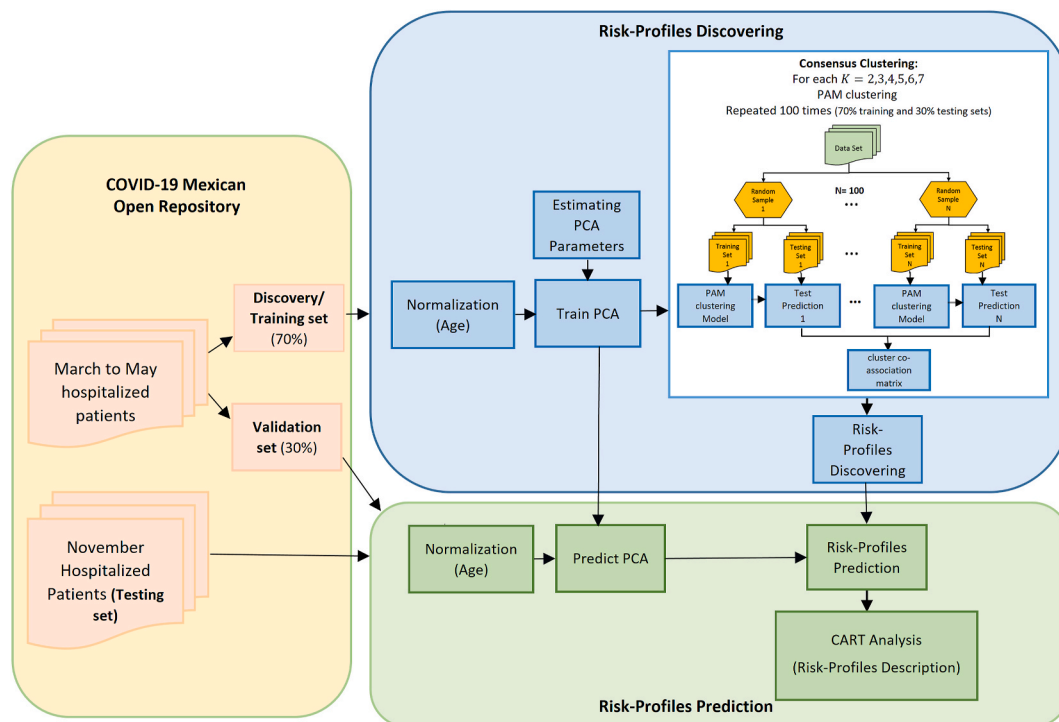 Risk-Profiles Discovering
Consensus Clustering:
For each K = 2,3,4,5,6,7
PAM clustering
Repeated 100 times (70% training and 30% testing sets)
Data Set
Random
Sample
1
N= 100
...
Random
Sample
N
Training
Set
1
Testing
Set
1
...
Training
Set
N
Testing
Set
N
PAM
clustering
Model
Test
Prediction
1
...
PAM
clustering
Model
Test
Prediction
N
cluster co-
association
matrix
COVID-19 Mexican
Open Repository
Estimating
PCA
Parameters
Discovery/
Training set
(70%)
Normalization
(Age)
Train PCA
March to May
hospitalized
patients
Validation
set (30%)
Risk-
Profiles
Discovering
November
Hospitalized
Patients (Testing
set)
Normalization
(Age)
Predict PCA
Risk-Profiles
Prediction
CART Analysis
(Risk-Profiles Description)
Risk-Profiles Prediction